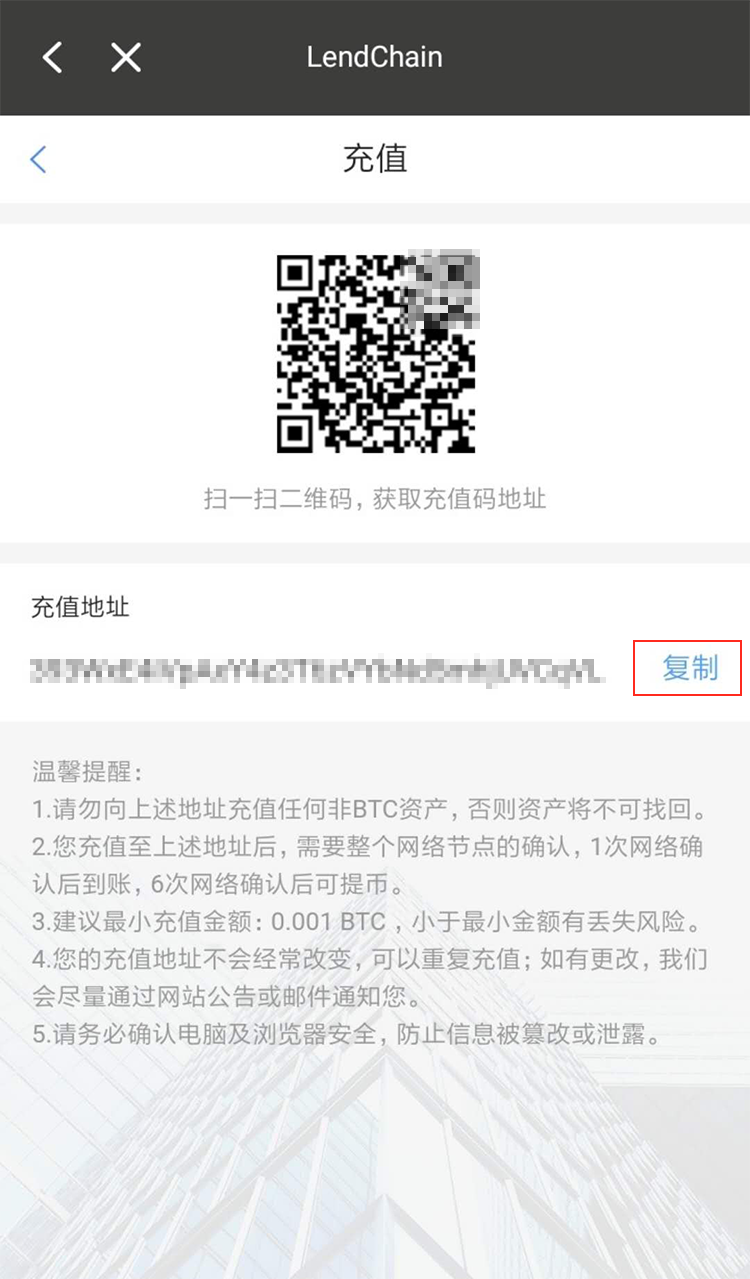 LendChain
充值
扫一扫二维码，获取充值码地址
充值地址
复制
温馨提醒：
1.请勿向上述地址充值任何非BTC资产，否则资产将不可找回。
2.您充值至上述地址后，需要整个网络节点的确认，1次网络确
认后到账，6次网络确认后可提币。
3.建议最小充值金额：0.001 BTC ，小于最小金额有丢失风险。
4.您的充值地址不会经常改变，可以重复充值；如有更改，我们
会尽量通过网站公告或邮件通知您。
5.请务必确认电脑及浏览器安全，防止信息被篡改或泄露。